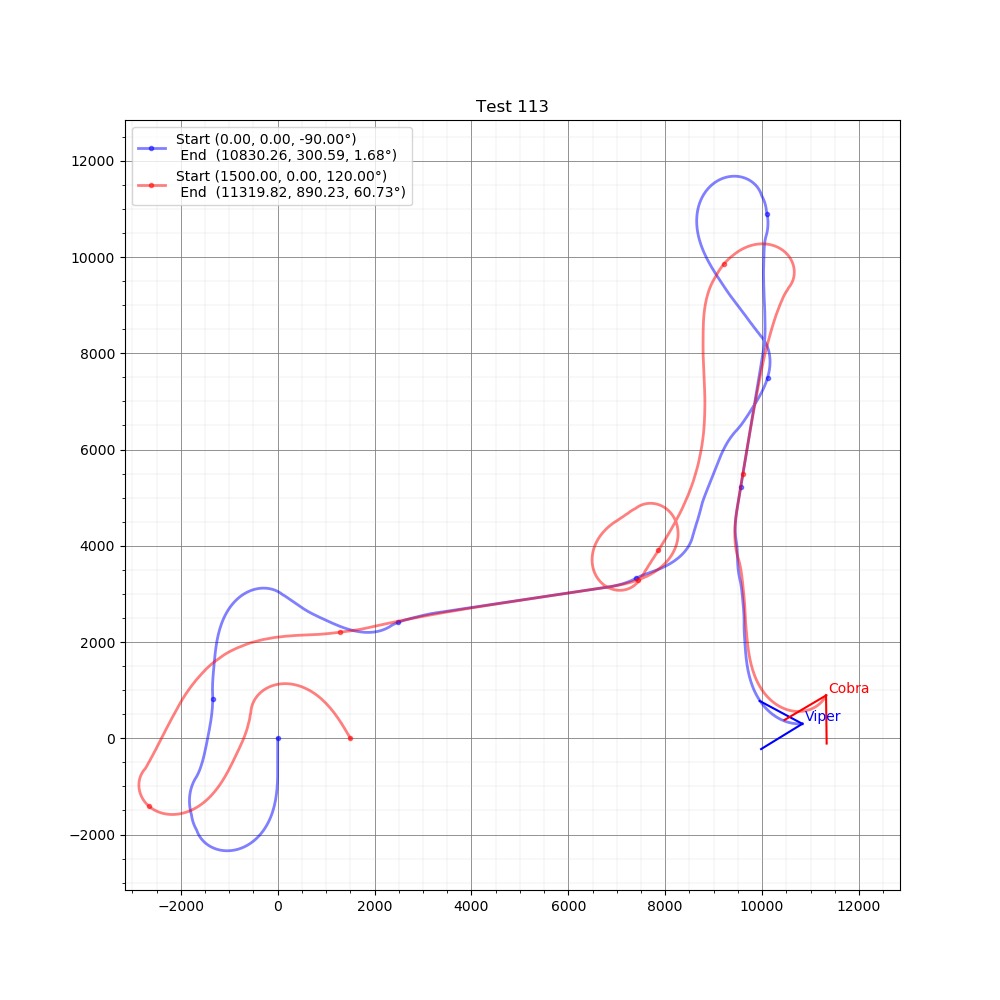 Test 113
Start (0.00, 0.00, -90.00°)
End  (10830.26, 300.59, 1.68°)
Start (1500.00, 0.00, 120.00°)
End  (11319.82, 890.23, 60.73°)
12000
10000
8000
6000
4000
2000
0
−2000
Cobra
Viper
−2000 0 2000 4000 6000 8000 10000 12000